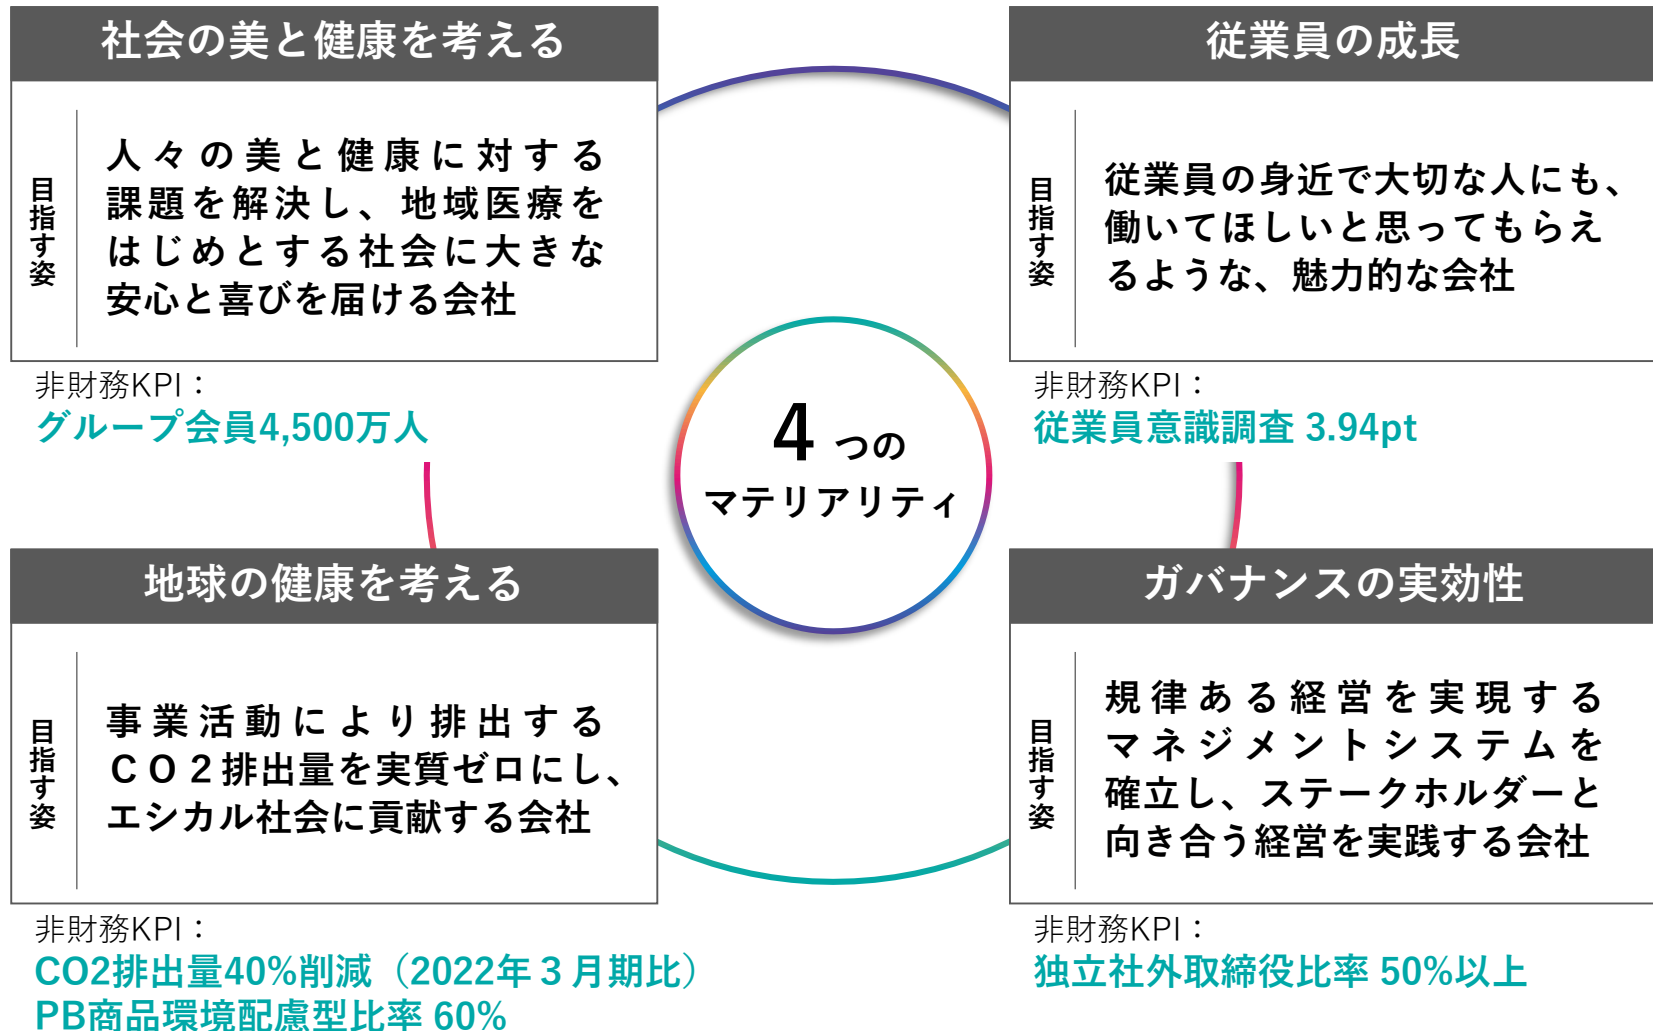 社会の美と健康を考える
目指す姿
人々の美と健康に対する
課題を解決し、地域医療を
はじめとする社会に大きな
安心と喜びを届ける会社
非財務KPI：
グループ会員4,500万人
従業員の成長
目指す姿
従業員の身近で大切な人にも、
働いてほしいと思ってもらえ
るような、魅力的な会社
非財務KPI：
従業員意識調査 3.94pt
4 つの
マテリアリティ
地球の健康を考える
目指す姿
事業活動により排出する
ＣＯ２排出量を実質ゼロにし、
エシカル社会に貢献する会社
非財務KPI：
CO2排出量40%削減（2022年３月期比）
PB商品環境配慮型比率 60%
ガバナンスの実効性
目指す姿
規律ある経営を実現する
マネジメントシステムを
確立し、ステークホルダーと
向き合う経営を実践する会社
非財務KPI：
独立社外取締役比率 50%以上